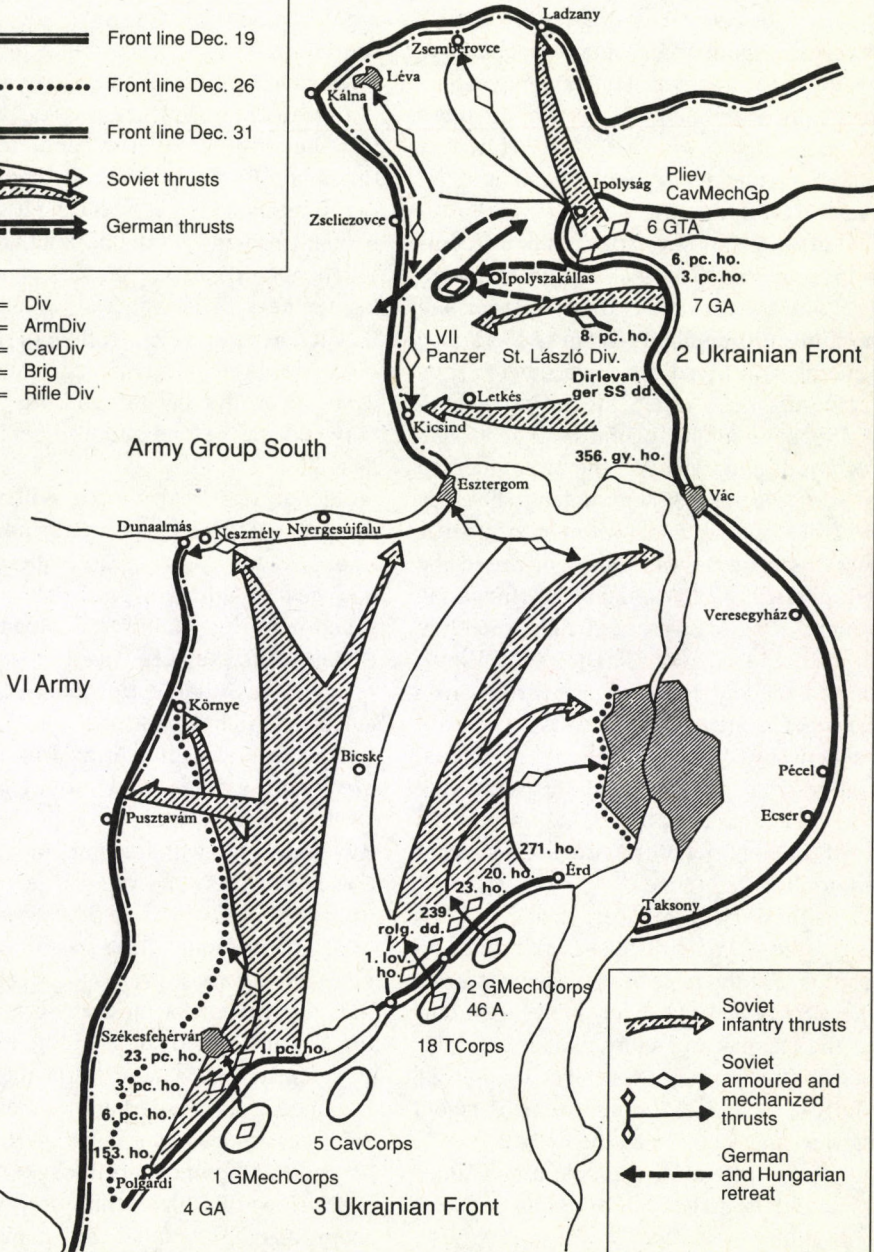 Front line Dec. 19
Front line Dec. 26
Front line Dec. 31
Soviet thrusts
German thrusts
= Div
= ArmDiv
= CavDiv
= Brig
= Rifle Div
Ladzany
Zsemberovce
Léva
Kálna
Ipolyság
Pliev
CavMechGp
6 GTA
Zscliezovce
6. pc. ho.
3. pc.ho.
Ipolyszakállas
7 GA
8. pc. ho.
LVII
Panzer
St. László Div.
2 Ukrainian Front
Dirlevan-
ger SS dd.
Letkés
Kicsind
356. gy. ho.
Army Group South
Esztergom
Vác
Dunaalmás
Neszmély
Nyergesújfalu
Veresegyház
VI Army
Környe
Bicske
Pécel
Pusztavám
Ecser
271. ho.
20. ho.
Érd
23. ho.
239.
rolg. dd.
Taksony
1. lov.
ho.
2 GMechCorps
46 A.
18 TCorps
Székesfehérvár
23. pc. ho.
1. pc. ho.
3. pc. ho.
6. pc. ho.
153. ho.
Polgárdi
5 CavCorps
1 GMechCorps
4 GA
3 Ukrainian Front
Soviet
infantry thrusts
Soviet
armoured and
mechanized
thrusts
German
and Hungarian
retreat